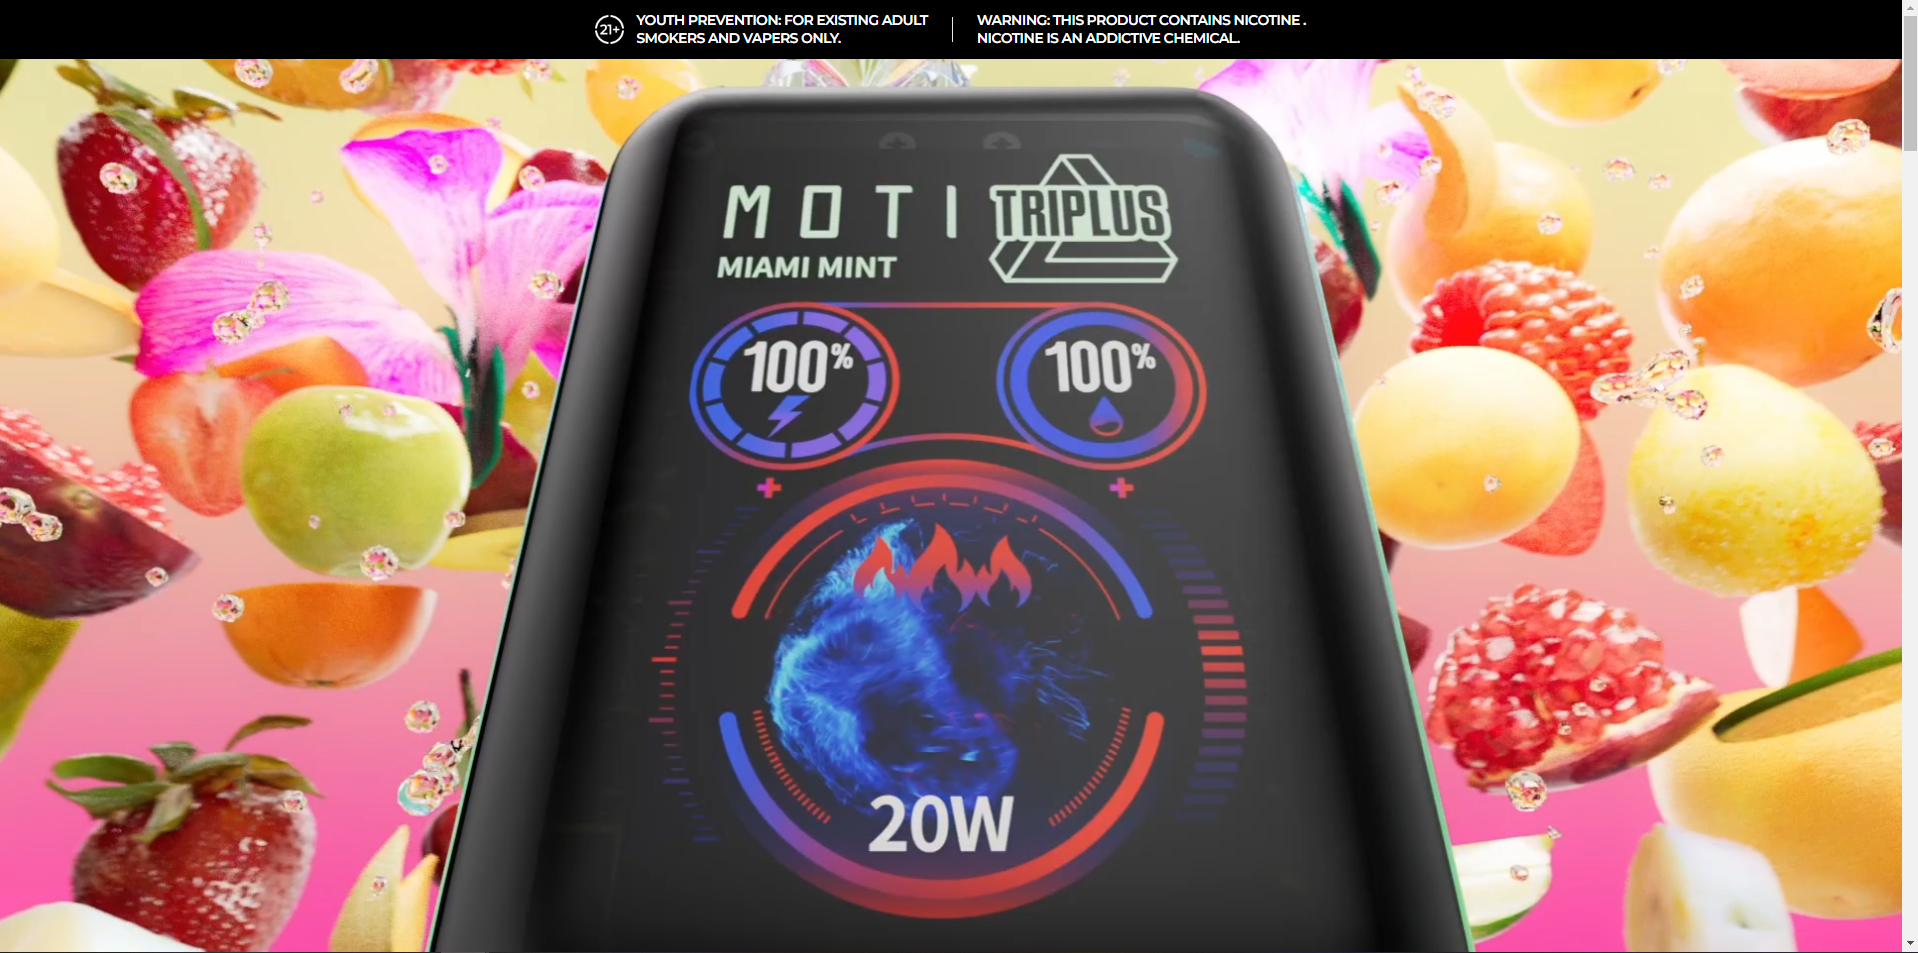 21+
YOUTH PREVENTION: FOR EXISTING ADULT
SMOKERS AND VAPERS ONLY.
WARNING: THIS PRODUCT CONTAINS NICOTINE .
NICOTINE IS AN ADDICTIVE CHEMICAL.
MOTI
TRIPLUS
MIAMI MINT
100%
100%
20W